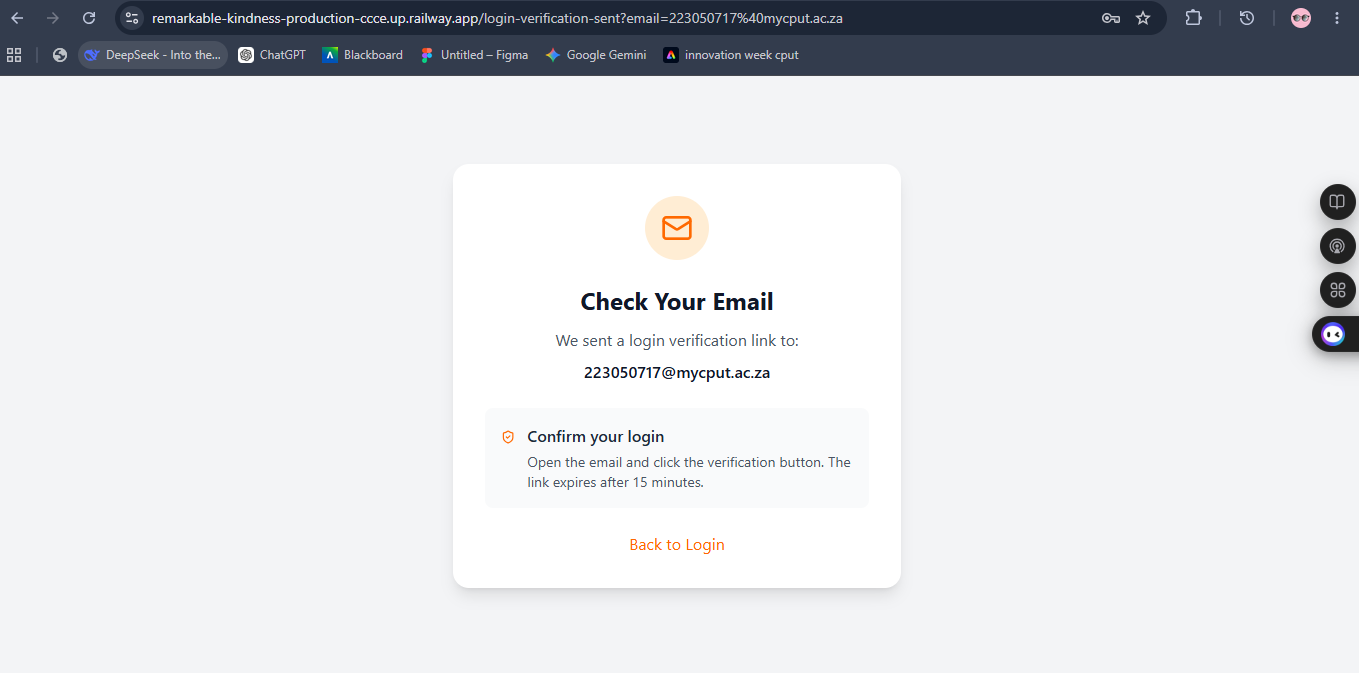 remarkable-kindness-production-ccce.up.railway.app/login-verification-sent?email=223050717%40mycput.ac.za
DeepSeek - Into the... ChatGPT Blackboard Untitled – Figma Google Gemini innovation week cput
Check Your Email
We sent a login verification link to:
223050717@mycput.ac.za
Confirm your login
Open the email and click the verification button. The
link expires after 15 minutes.
Back to Login